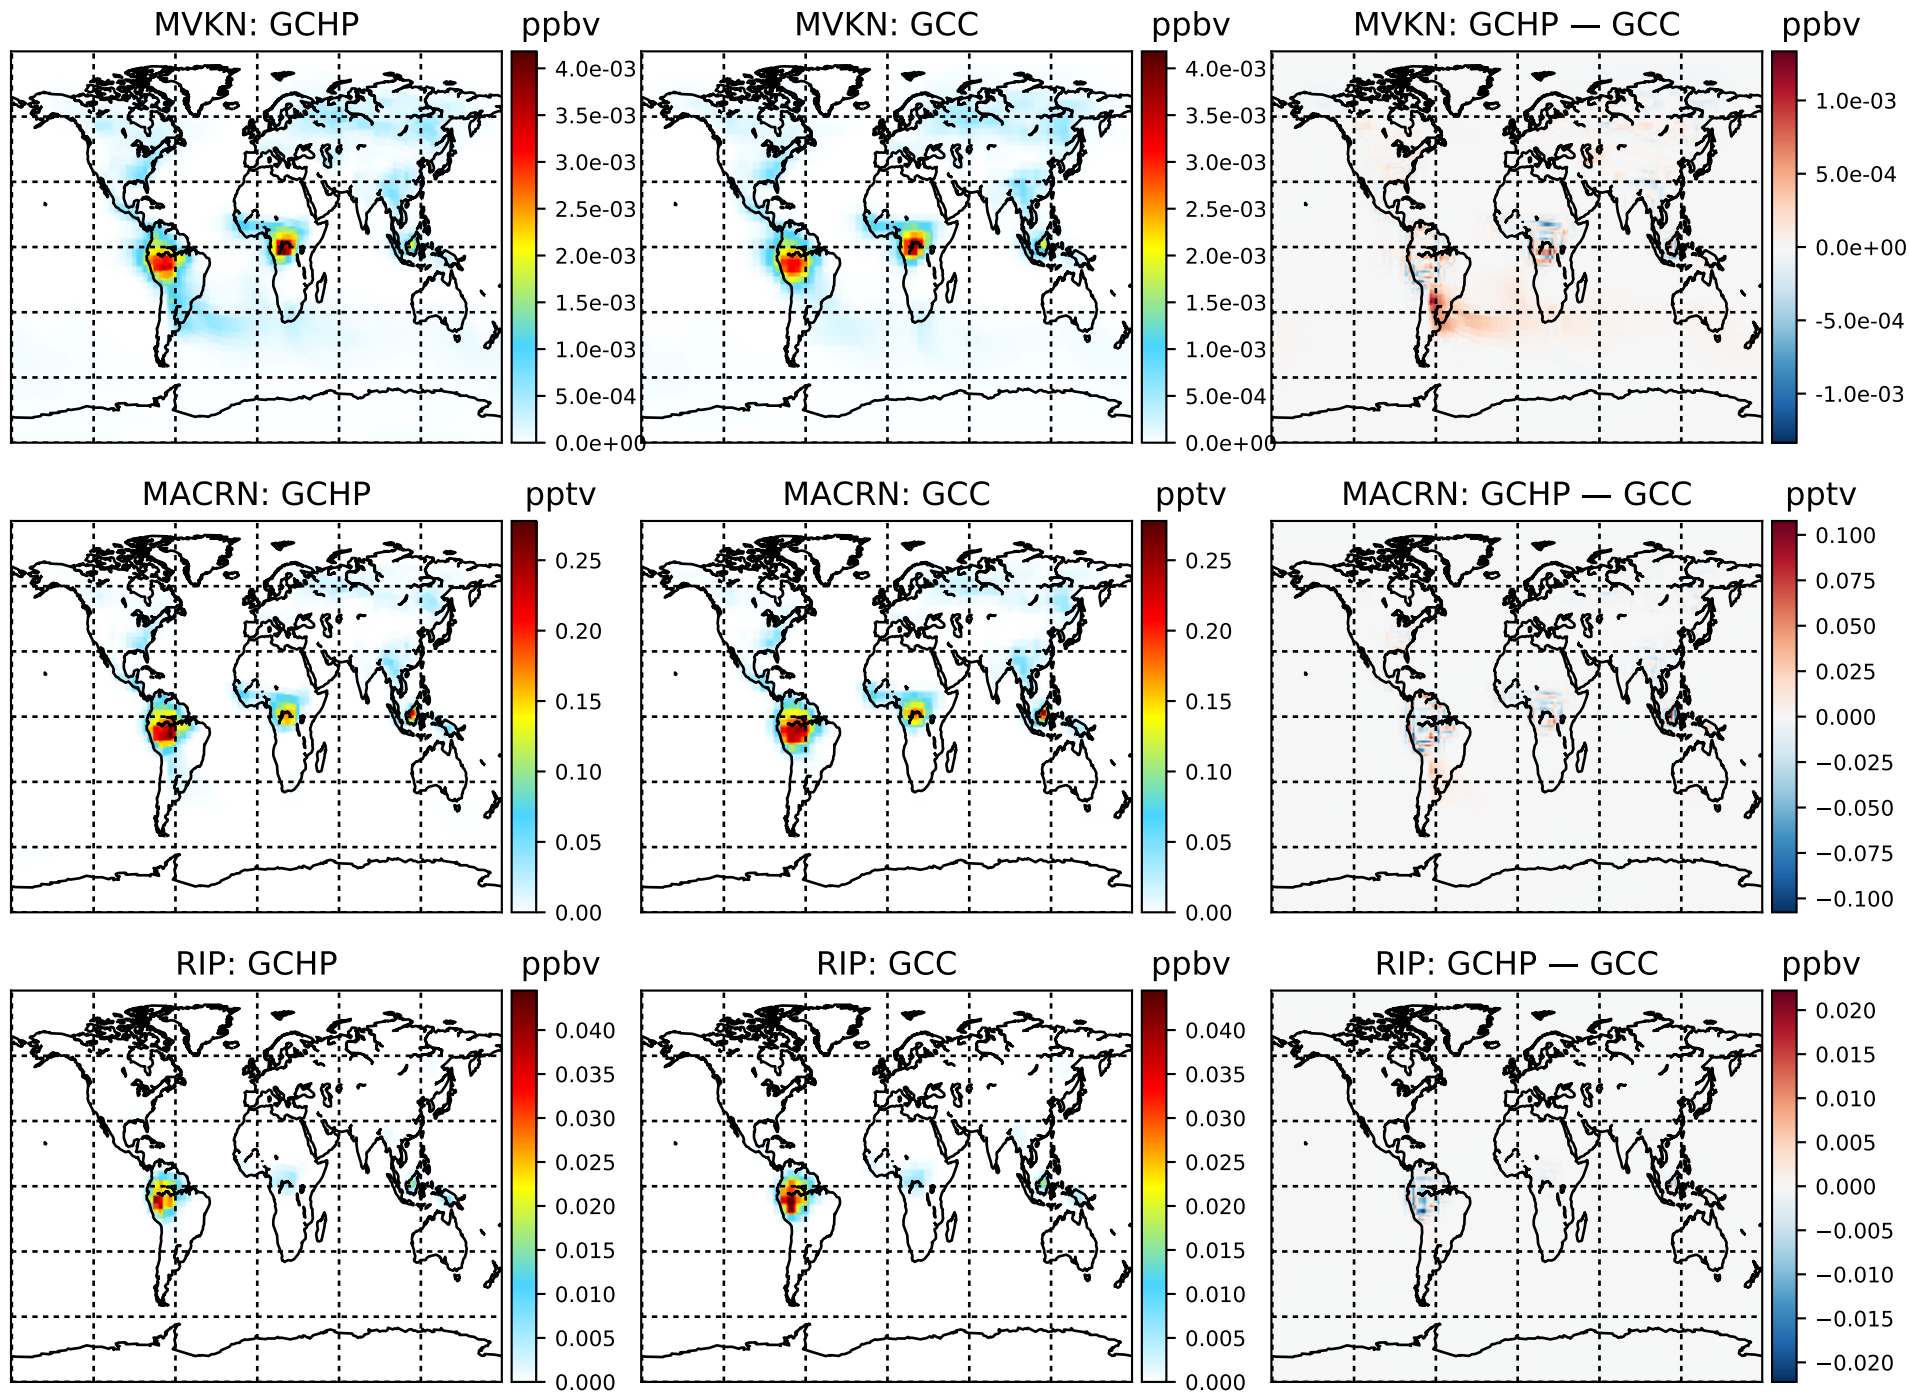 MVKN: GCHP ppbv MVKN: GCC ppbv MVKN: GCHP — GCC ppbv
4.0e-03 4.0e-03 1.0e-03
3.5e-03 3.5e-03 5.0e-04
3.0e-03 3.0e-03 0.0e+00
2.5e-03 2.5e-03 -5.0e-04
2.0e-03 2.0e-03 -1.0e-03
1.5e-03 1.5e-03
1.0e-03 1.0e-03
5.0e-04 5.0e-04
0.0e+00 0.0e+00
MACRN: GCHP pptv MACRN: GCC pptv MACRN: GCHP — GCC pptv
0.25 0.25 0.100
0.20 0.20 0.075
0.15 0.15 0.050
0.10 0.10 0.025
0.05 0.05 0.000
0.00 0.00 −0.025
−0.050
−0.075
−0.100
RIP: GCHP ppbv RIP: GCC ppbv RIP: GCHP — GCC ppbv
0.040 0.040 0.020
0.035 0.035 0.015
0.030 0.030 0.010
0.025 0.025 0.005
0.020 0.020 0.000
0.015 0.015 −0.005
0.010 0.010 −0.010
0.005 0.005 −0.015
0.000 0.000 −0.020